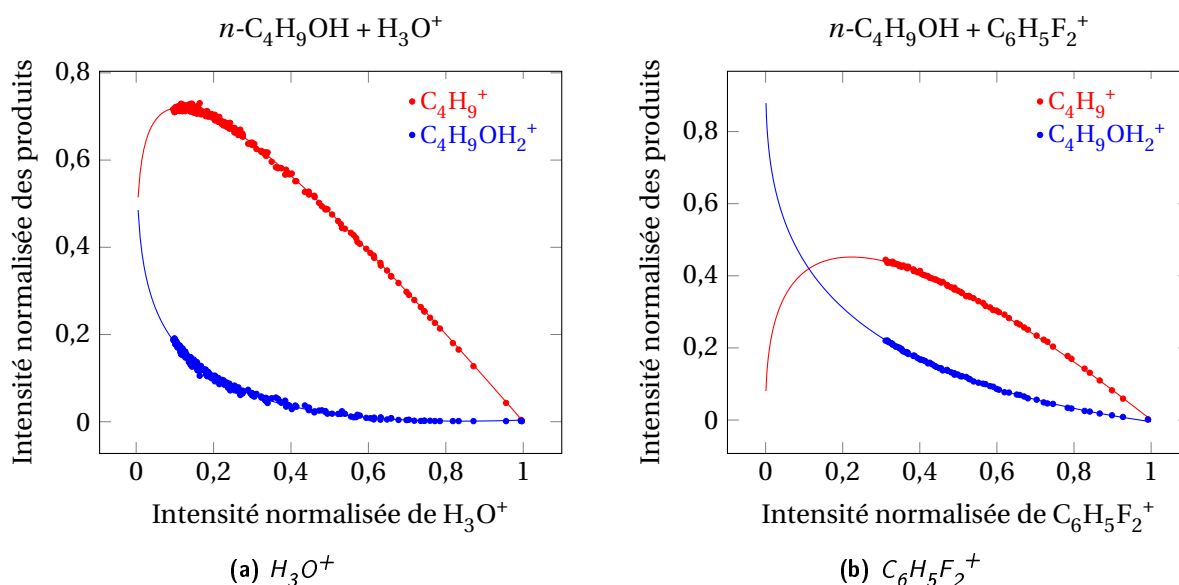 n-C₄H₉OH + H₃O⁺
Intensité normalisée des produits
0,8
0,6
0,4
0,2
0
C₄H₉⁺
C₄H₉OH₂⁺
0 0,2 0,4 0,6 0,8 1
Intensité normalisée de H₃O⁺
(a) H₃O⁺
n-C₄H₉OH + C₆H₅F₂⁺
Intensité normalisée des produits
0,8
0,6
0,4
0,2
0
C₄H₉⁺
C₄H₉OH₂⁺
0 0,2 0,4 0,6 0,8 1
Intensité normalisée de C₆H₅F₂⁺
(b) C₆H₅F₂⁺